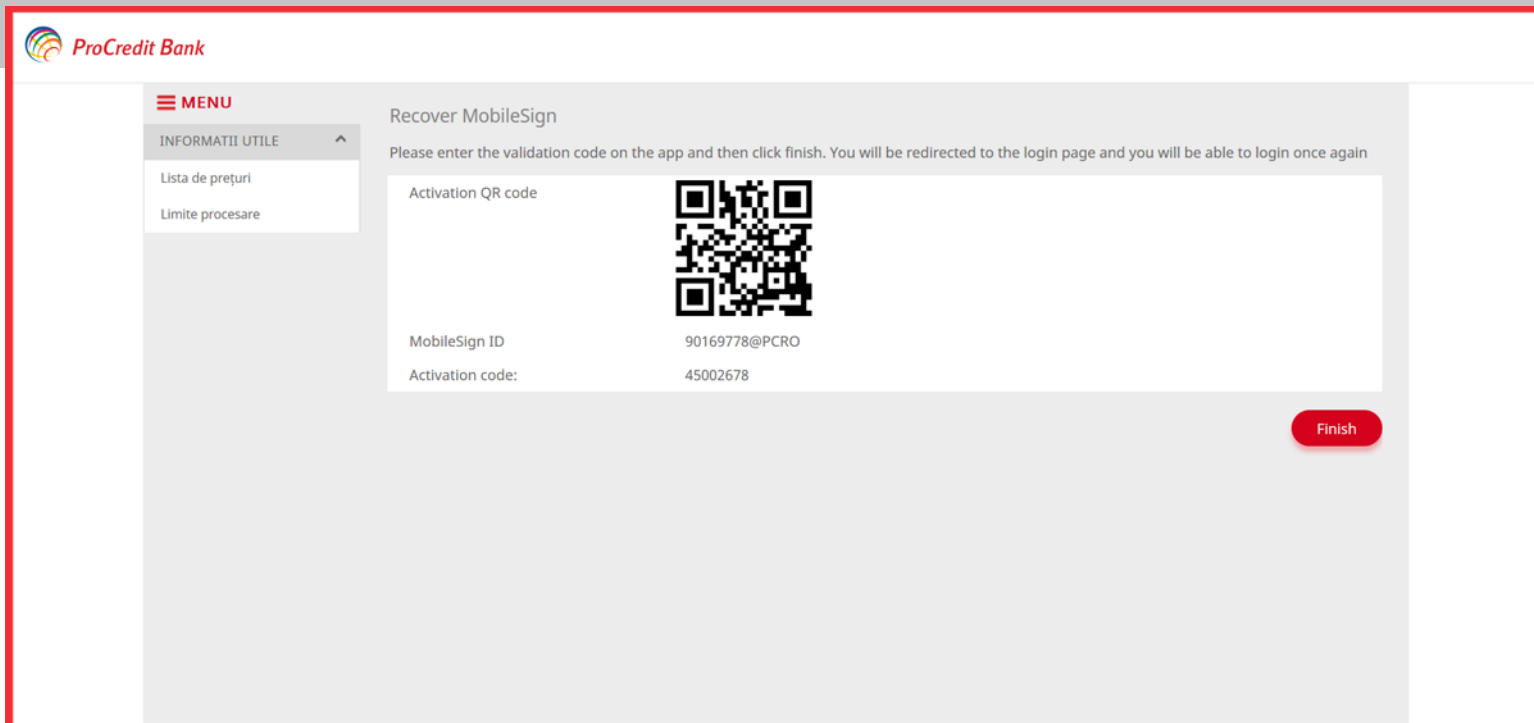 ProCredit Bank
MENU
INFORMATII UTILE
Lista de prețuri
Limite procesare
Recover MobileSign
Please enter the validation code on the app and then click finish. You will be redirected to the login page and you will be able to login once again
Activation QR code
MobileSign ID 90169778@PCRO
Activation code: 45002678
Finish